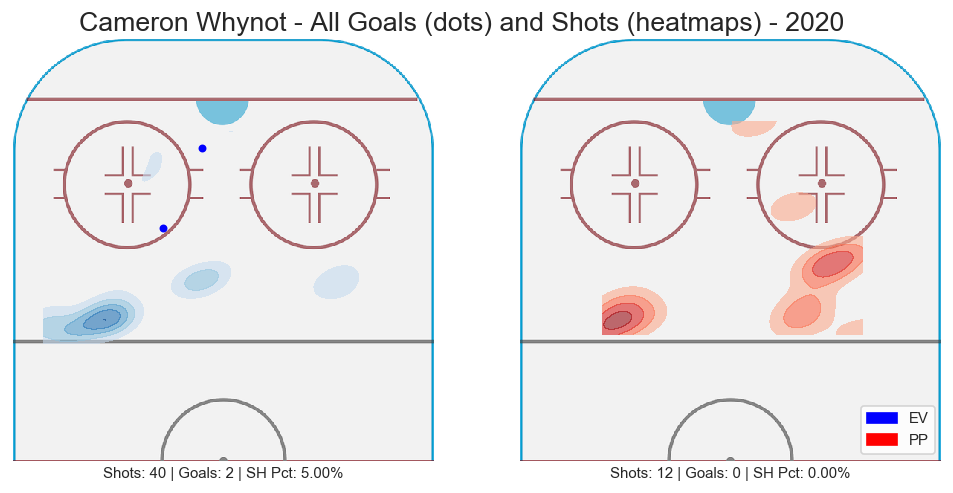 Cameron Whynot - All Goals (dots) and Shots (heatmaps) - 2020
EV
PP
Shots: 40 | Goals: 2 | SH Pct: 5.00%
Shots: 12 | Goals: 0 | SH Pct: 0.00%